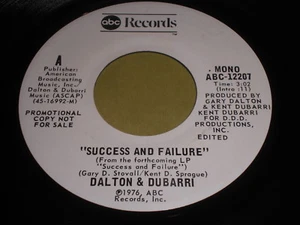 abc Records
A
Publisher:
American
Broadcasting
Music, Inc./
Dalton & Dubarri
Music (ASCAP)
(45-16992-M)
PROMOTIONAL
COPY NOT
FOR SALE
MONO
ABC-12207
Time: 3:02
(Intro :11)
PRODUCED BY
GARY DALTON
& KENT DUBARRI
FOR D.D.D.
PRODUCTIONS,
INC.
EDITED
"SUCCESS AND FAILURE"
(From the forthcoming LP
"Success and Failure")
(Gary D. Stovall/Kent D. Sprague)
DALTON & DUBARRI
℗1976, ABC
Records, Inc.